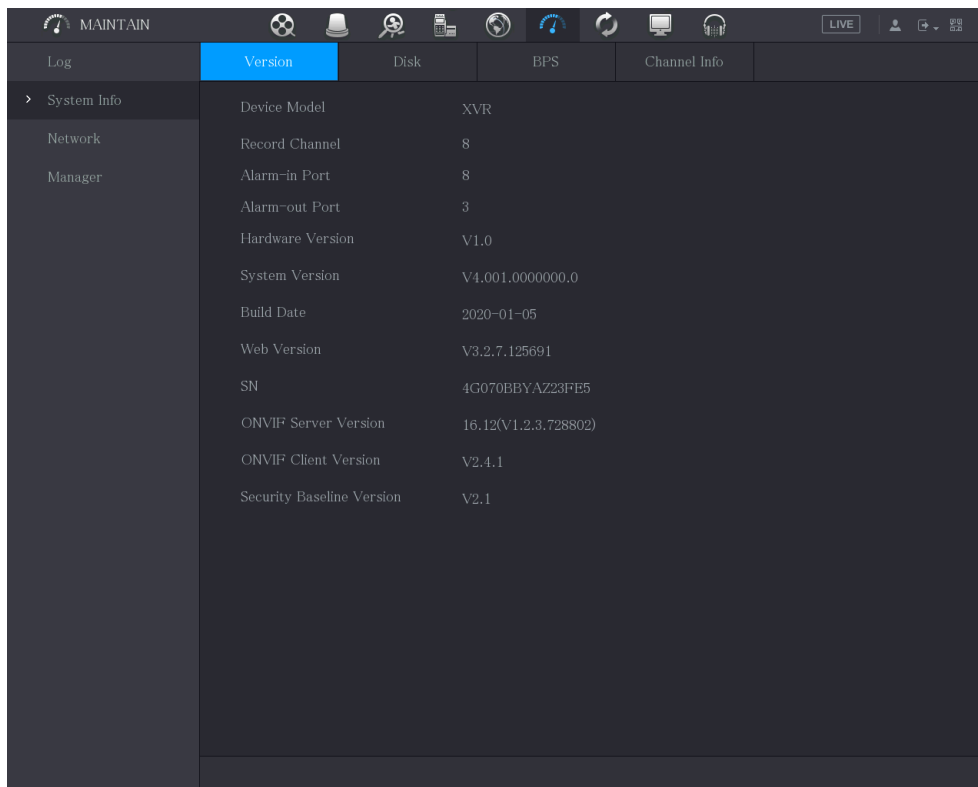 MAINTAIN
LIVE
Log
System Info
Network
Manager
Version Disk BPS Channel Info
Device Model XVR
Record Channel 8
Alarm-in Port 8
Alarm-out Port 3
Hardware Version V1.0
System Version V4.001.0000000.0
Build Date 2020-01-05
Web Version V3.2.7.125691
SN 4G070BBYAZ23FE5
ONVIF Server Version 16.12(V1.2.3.728802)
ONVIF Client Version V2.4.1
Security Baseline Version V2.1